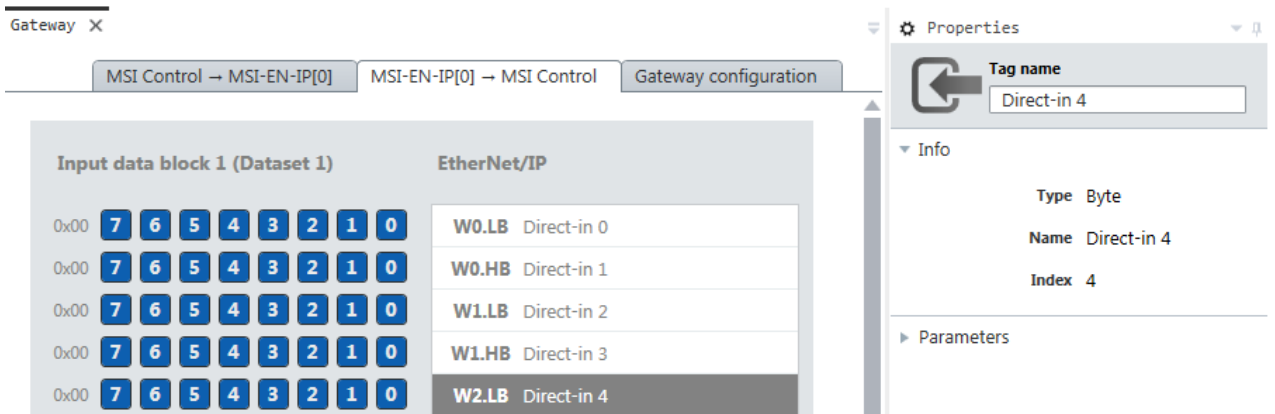 Gateway X
MSI Control → MSI-EN-IP[0] MSI-EN-IP[0] → MSI Control Gateway configuration
Input data block 1 (Dataset 1) EtherNet/IP
0x00 7 6 5 4 3 2 1 0 W0.LB Direct-in 0
0x00 7 6 5 4 3 2 1 0 W0.HB Direct-in 1
0x00 7 6 5 4 3 2 1 0 W1.LB Direct-in 2
0x00 7 6 5 4 3 2 1 0 W1.HB Direct-in 3
0x00 7 6 5 4 3 2 1 0 W2.LB Direct-in 4
Properties
Tag name
Direct-in 4
Info
Type Byte
Name Direct-in 4
Index 4
Parameters